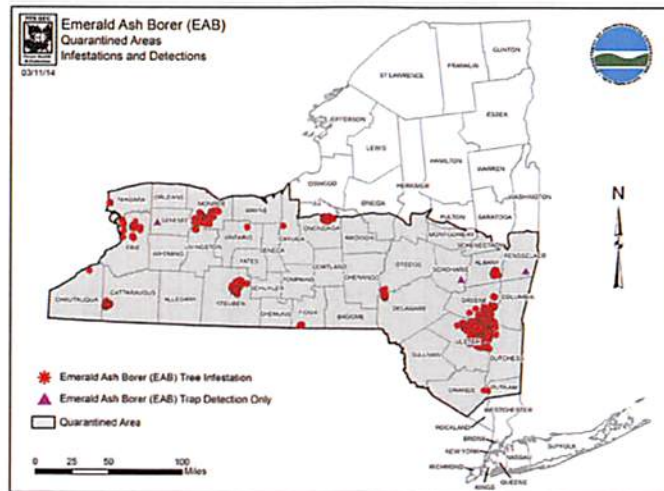 Emerald Ash Borer (EAB)
Quarantined Areas
Infestations and Detections
03/11/14
CLINTON
FRANKLIN
ST LAWRENCE
ESSEX
JEFFERSON
LEWIS
HAMILTON
WARREN
OSWEGO
HERKIMER
WASHINGTON
ONEIDA
NIAGARA
ORLEANS
MONROE
WAYNE
FULTON
SARATOGA
GENESEE
ONONDAGA
MONTGOMERY
SCHENECTADY
ERIE
ONTARIO
CAYUGA
MADISON
RENSSELAER
WYOMING
LIVINGSTON
SENECA
OTSEGO
ALBANY
YATES
CORTLAND
SCHOHARIE
CHENANGO
TOMPKINS
CHAUTAUQUA
CATTARAUGUS
ALLEGANY
STEUBEN
SCHUYLER
GREENE
COLUMBIA
DELAWARE
CHEMUNG
TIOGA
BROOME
ULSTER
SULLIVAN
DUTCHESS
ORANGE
PUTNAM
WESTCHESTER
ROCKLAND
BRONX
NEW YORK
SUFFOLK
NASSAU
RICHMOND
QUEENS
KINGS
N
Emerald Ash Borer (EAB) Tree Infestation
Emerald Ash Borer (EAB) Trap Detection Only
Quarantined Area
0 25 50 100
Miles